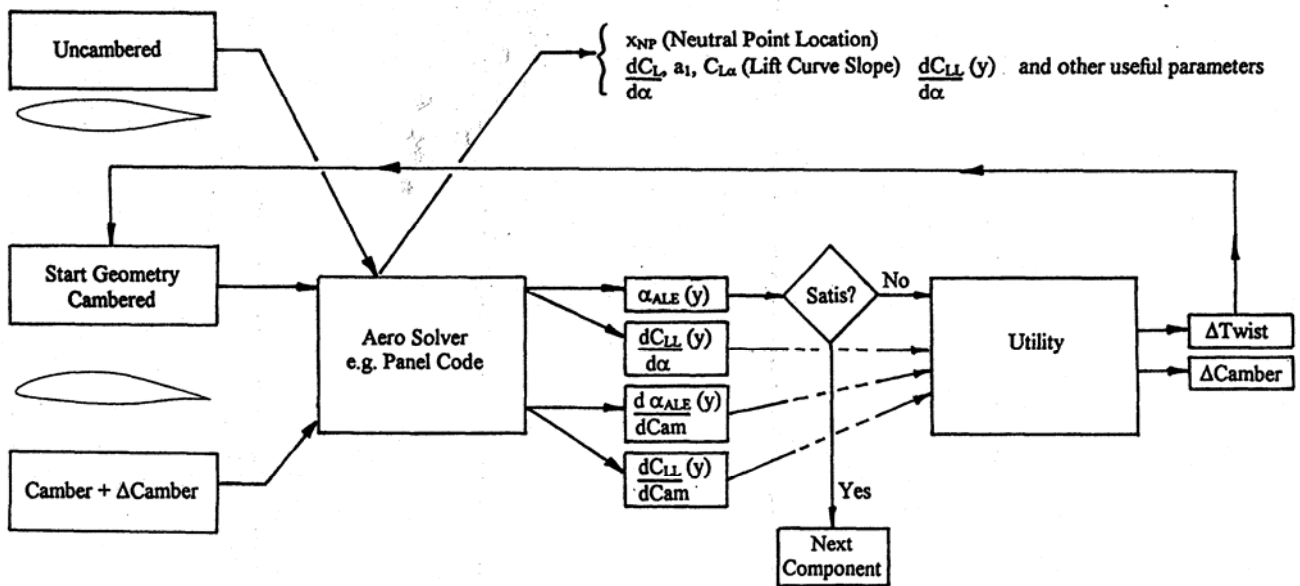 Uncambered
x_NP (Neutral Point Location)
dC_L, a₁, C_Lα (Lift Curve Slope) dC_LL (y) and other useful parameters
dα dα
Start Geometry
Cambered
Aero Solver
e.g. Panel Code
α_ALE (y)
Satis?
No
Utility
ΔTwist
dC_LL (y)
dα
ΔCamber
d α_ALE (y)
dCam
Camber + ΔCamber
dC_LL (y)
dCam
Yes
Next
Component